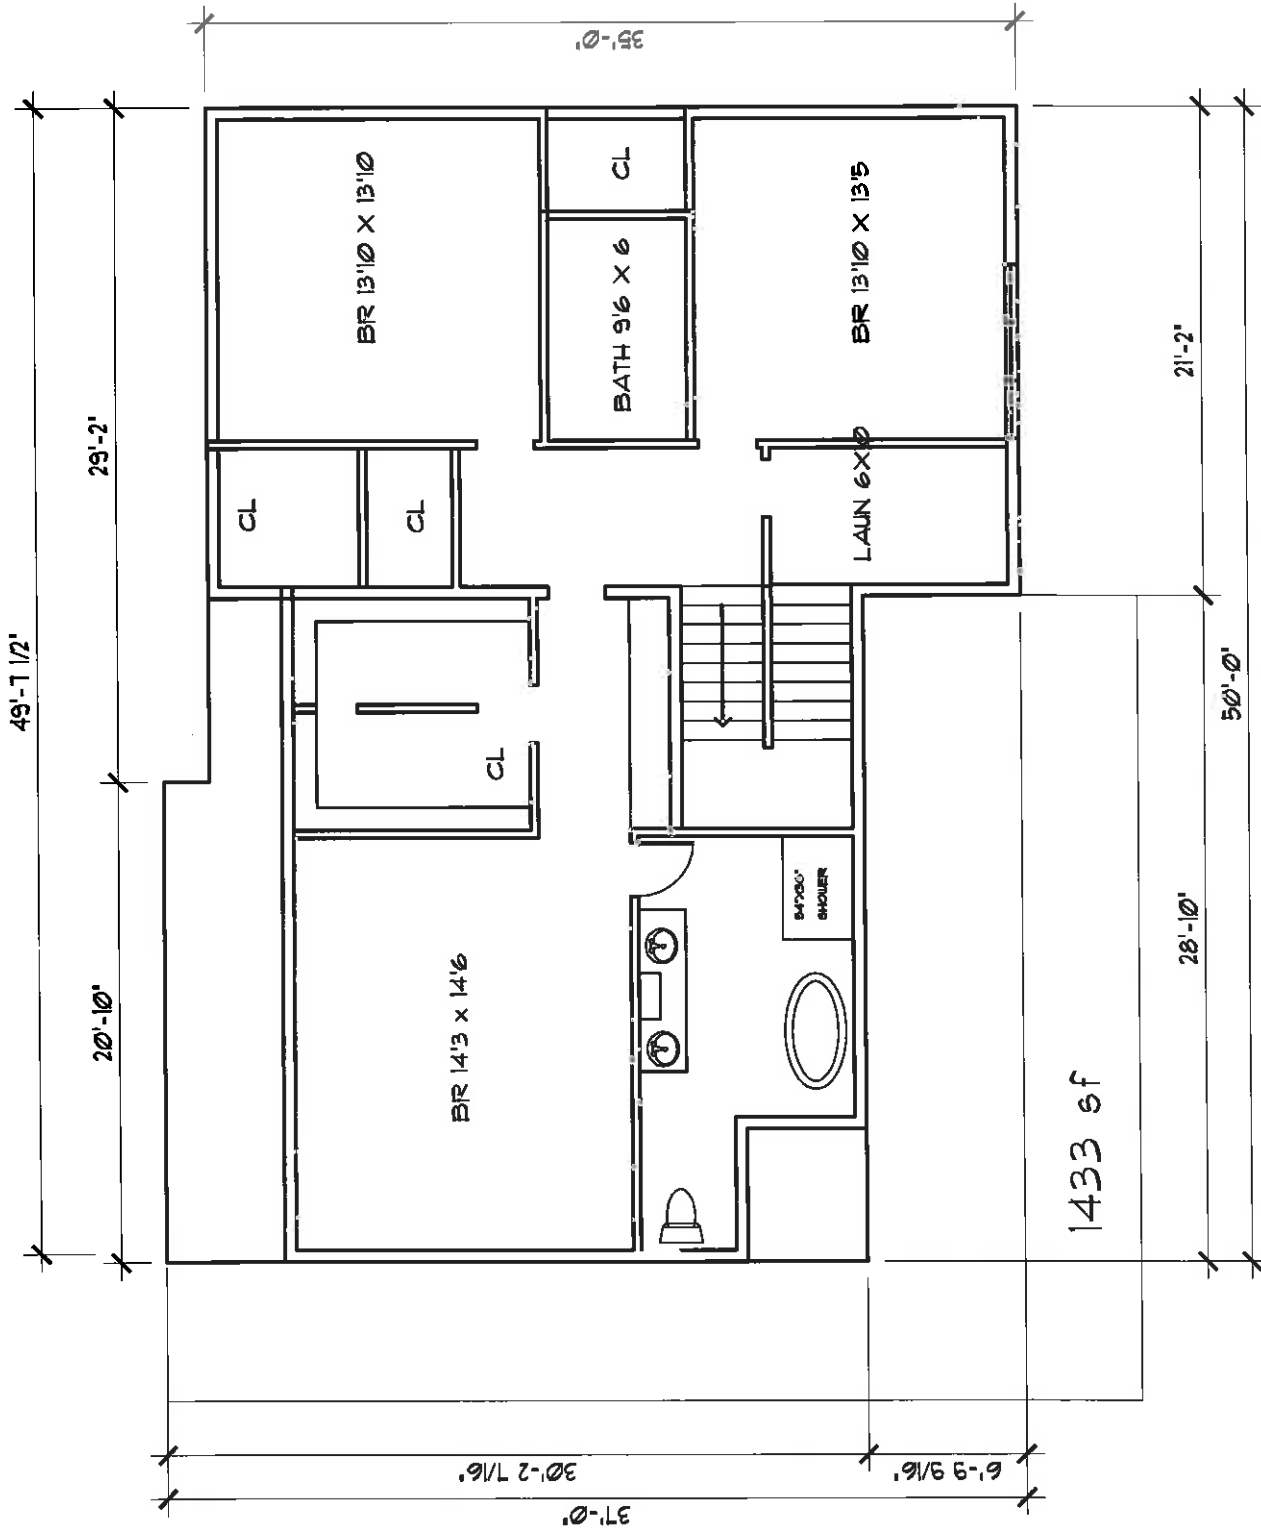 35'-0"
49'-7 1/2"
29'-2"
20'-10"
BR 13'10 X 13'10
CL
BATH 9'6 X 6
BR 13'10 X 13'5
CL
CL
LAUN 6X10
CL
BR 14'3 x 14'6
54"X36"
SHOWER
21'-2"
28'-10"
50'-0"
1433 sf
30'-2 7/16"
6'-9 9/16"
37'-0"